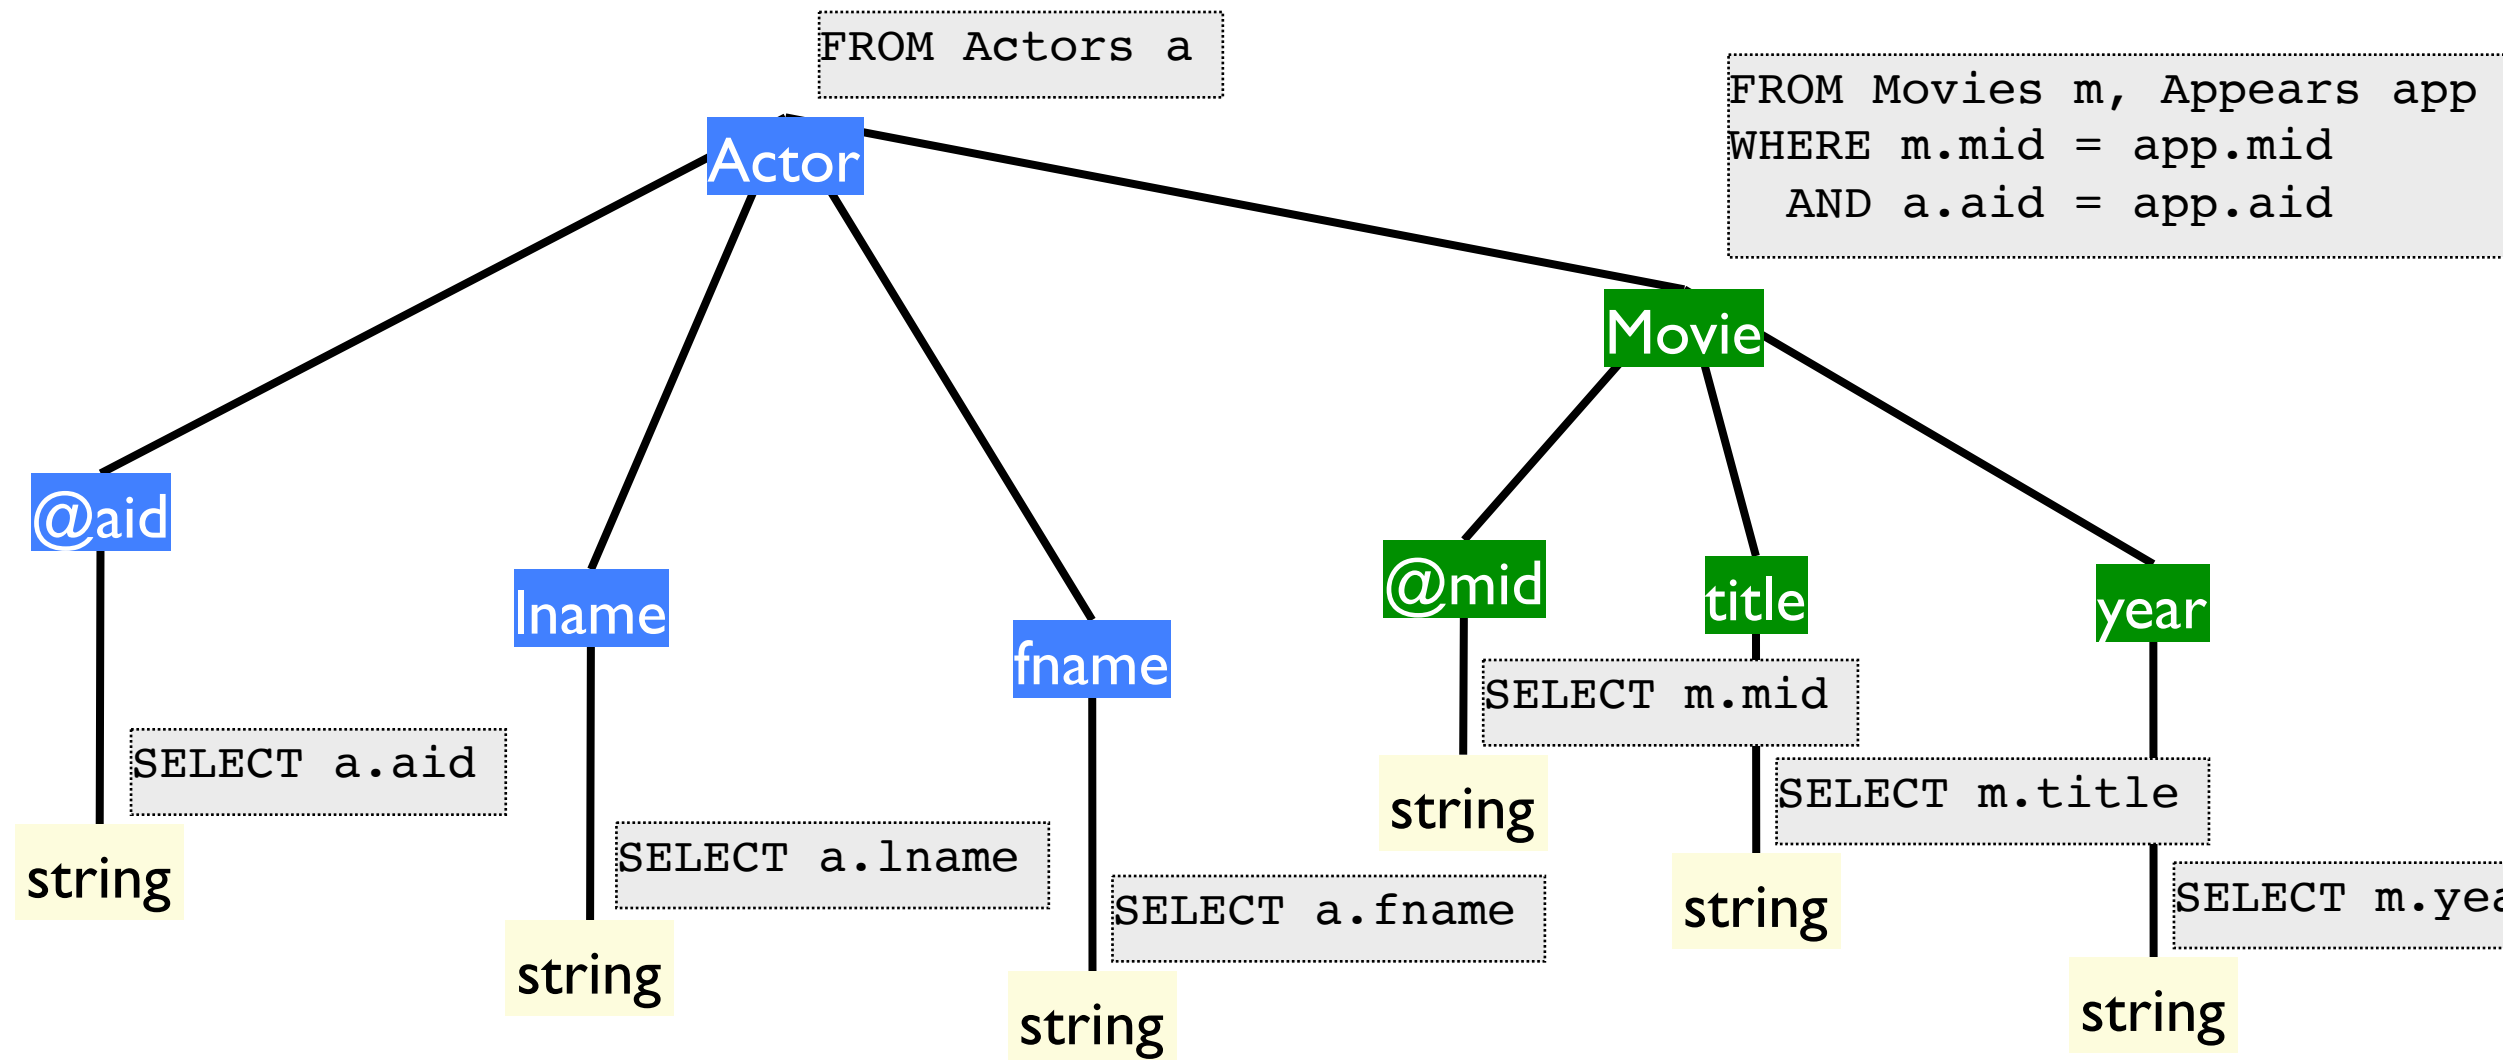 FROM Actors a
FROM Movies m, Appears app
WHERE m.mid = app.mid
AND a.aid = app.aid
Actor
Movie
@aid
lname
fname
@mid
title
year
SELECT m.mid
SELECT a.aid
SELECT m.title
string
string
SELECT a.lname
SELECT a.fname
string
SELECT m.yea
string
string
string